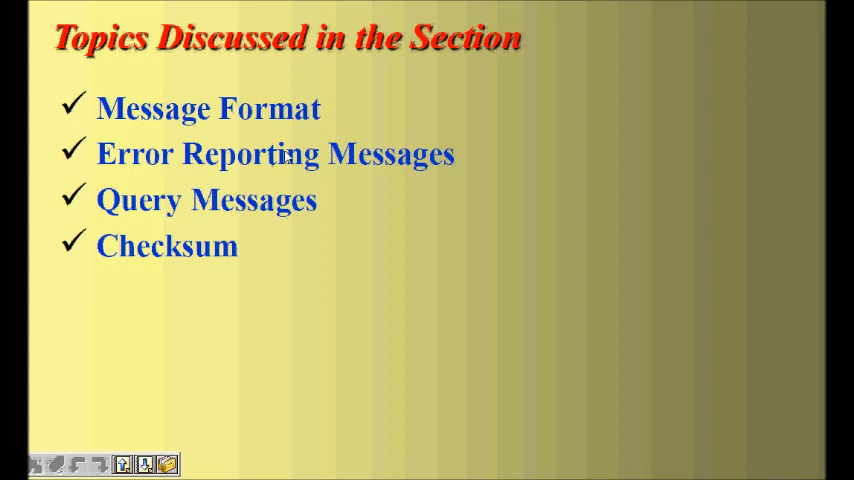 Topics Discussed in the Section
✓ Message Format
✓ Error Reporting Messages
✓ Query Messages
✓ Checksum